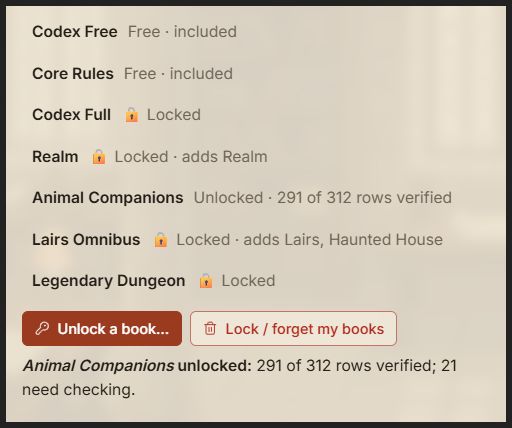 Codex Free Free · included
Core Rules Free · included
Codex Full 🔒 Locked
Realm 🔒 Locked · adds Realm
Animal Companions Unlocked · 291 of 312 rows verified
Lairs Omnibus 🔒 Locked · adds Lairs, Haunted House
Legendary Dungeon 🔒 Locked
Unlock a book... Lock / forget my books
Animal Companions unlocked: 291 of 312 rows verified; 21
need checking.